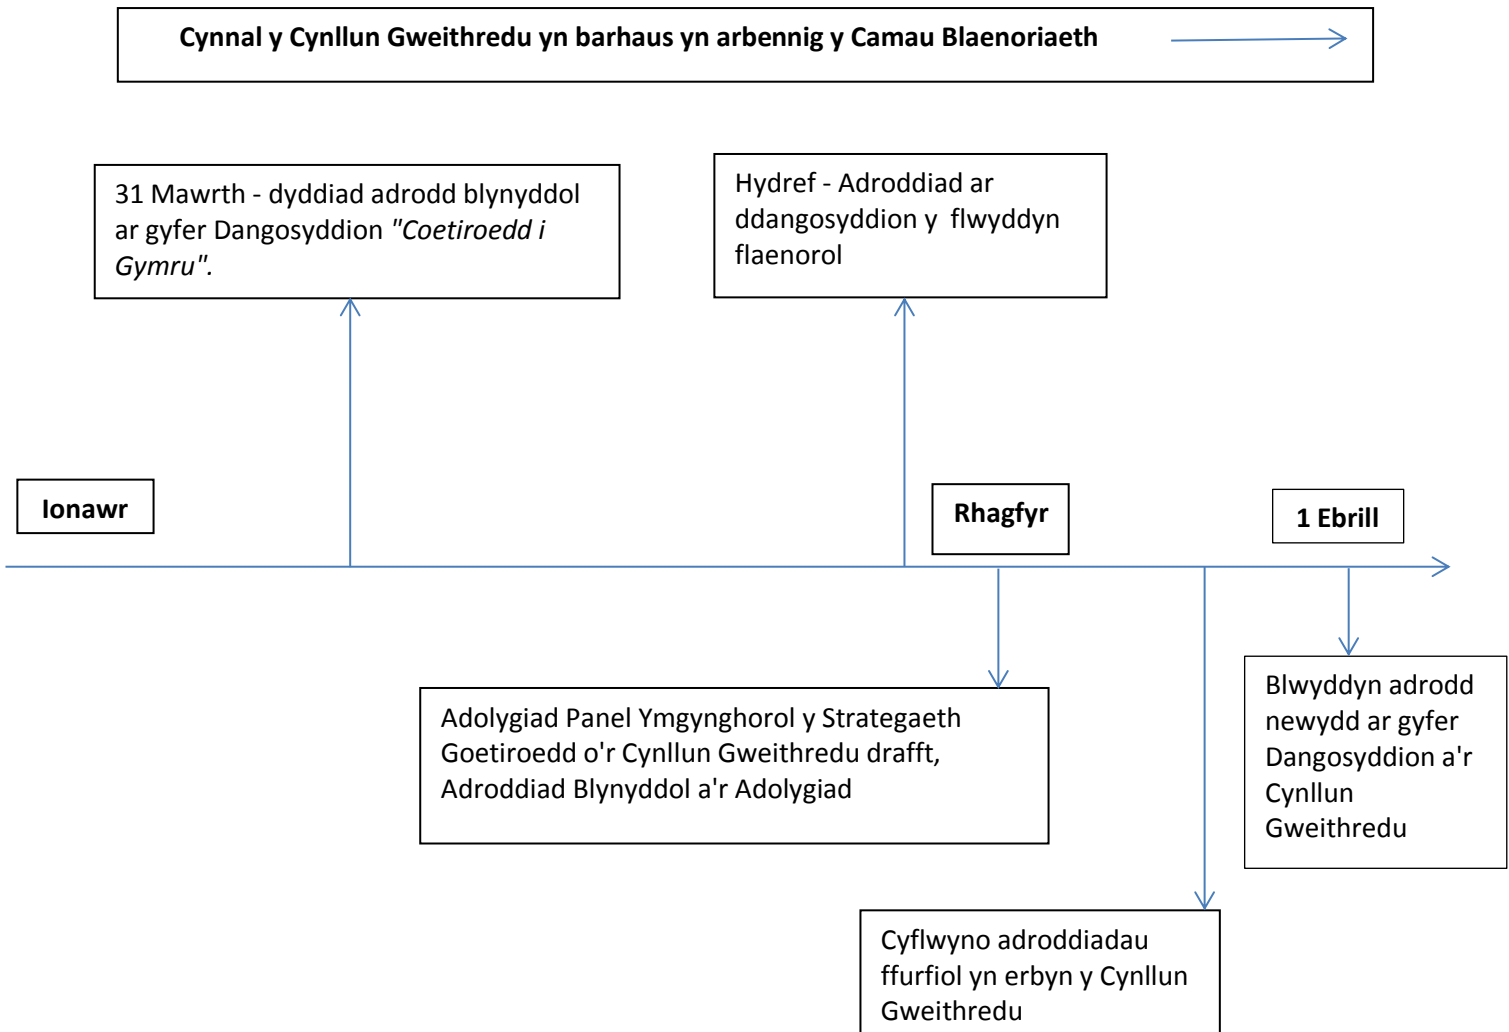 Cynnal y Cynllun Gweithredu yn barhaus yn arbennig y Camau Blaenoriaeth
31 Mawrth - dyddiad adrodd blynyddol
ar gyfer Dangosyddion "Coetiroedd i
Gymru".
Hydref - Adroddiad ar
ddangosyddion y flwyddyn
flaenorol
Ionawr
Rhagfyr
1 Ebrill
Adolygiad Panel Ymgynghorol y Strategaeth
Goetiroedd o'r Cynllun Gweithredu drafft,
Adroddiad Blynyddol a'r Adolygiad
Blwyddyn adrodd
newydd ar gyfer
Dangosyddion a'r
Cynllun
Gweithredu
Cyflwyno adroddiadau
ffurfiol yn erbyn y Cynllun
Gweithredu